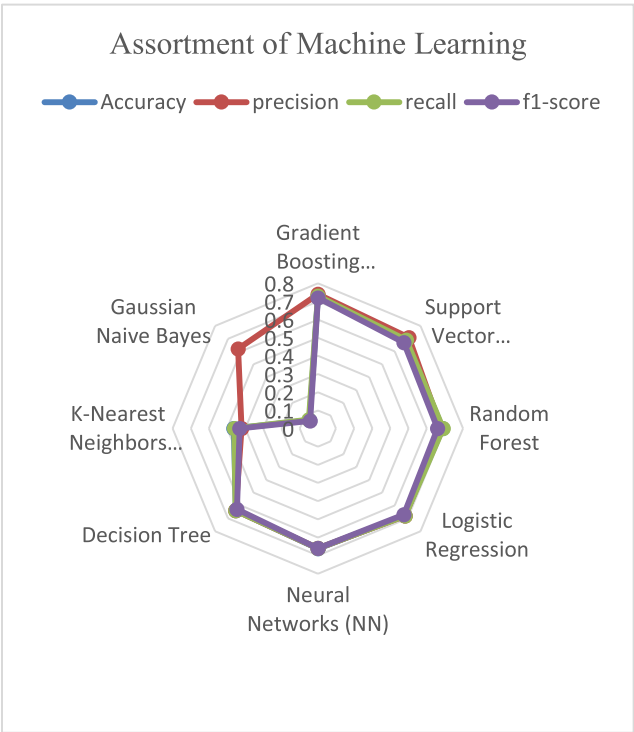 Assortment of Machine Learning
Accuracy precision recall f1-score
Gradient
Boosting...
Support
Vector...
Random
Forest
Logistic
Regression
Neural
Networks (NN)
Decision Tree
K-Nearest
Neighbors...
Gaussian
Naive Bayes
0.8
0.7
0.6
0.5
0.4
0.3
0.2
0.1
0